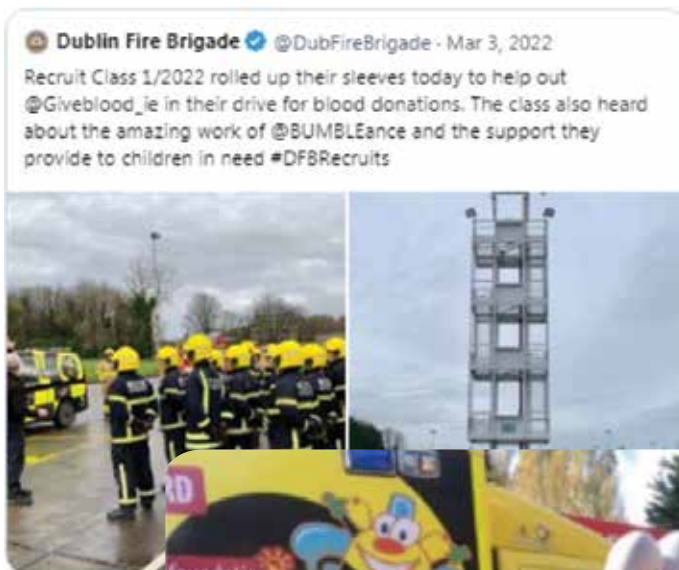 Dublin Fire Brigade @DubFireBrigade · Mar 3, 2022
Recruit Class 1/2022 rolled up their sleeves today to help out
@Giveblood_ie in their drive for blood donations. The class also heard
about the amazing work of @BUMBLEance and the support they
provide to children in need #DFBRecruits
RD